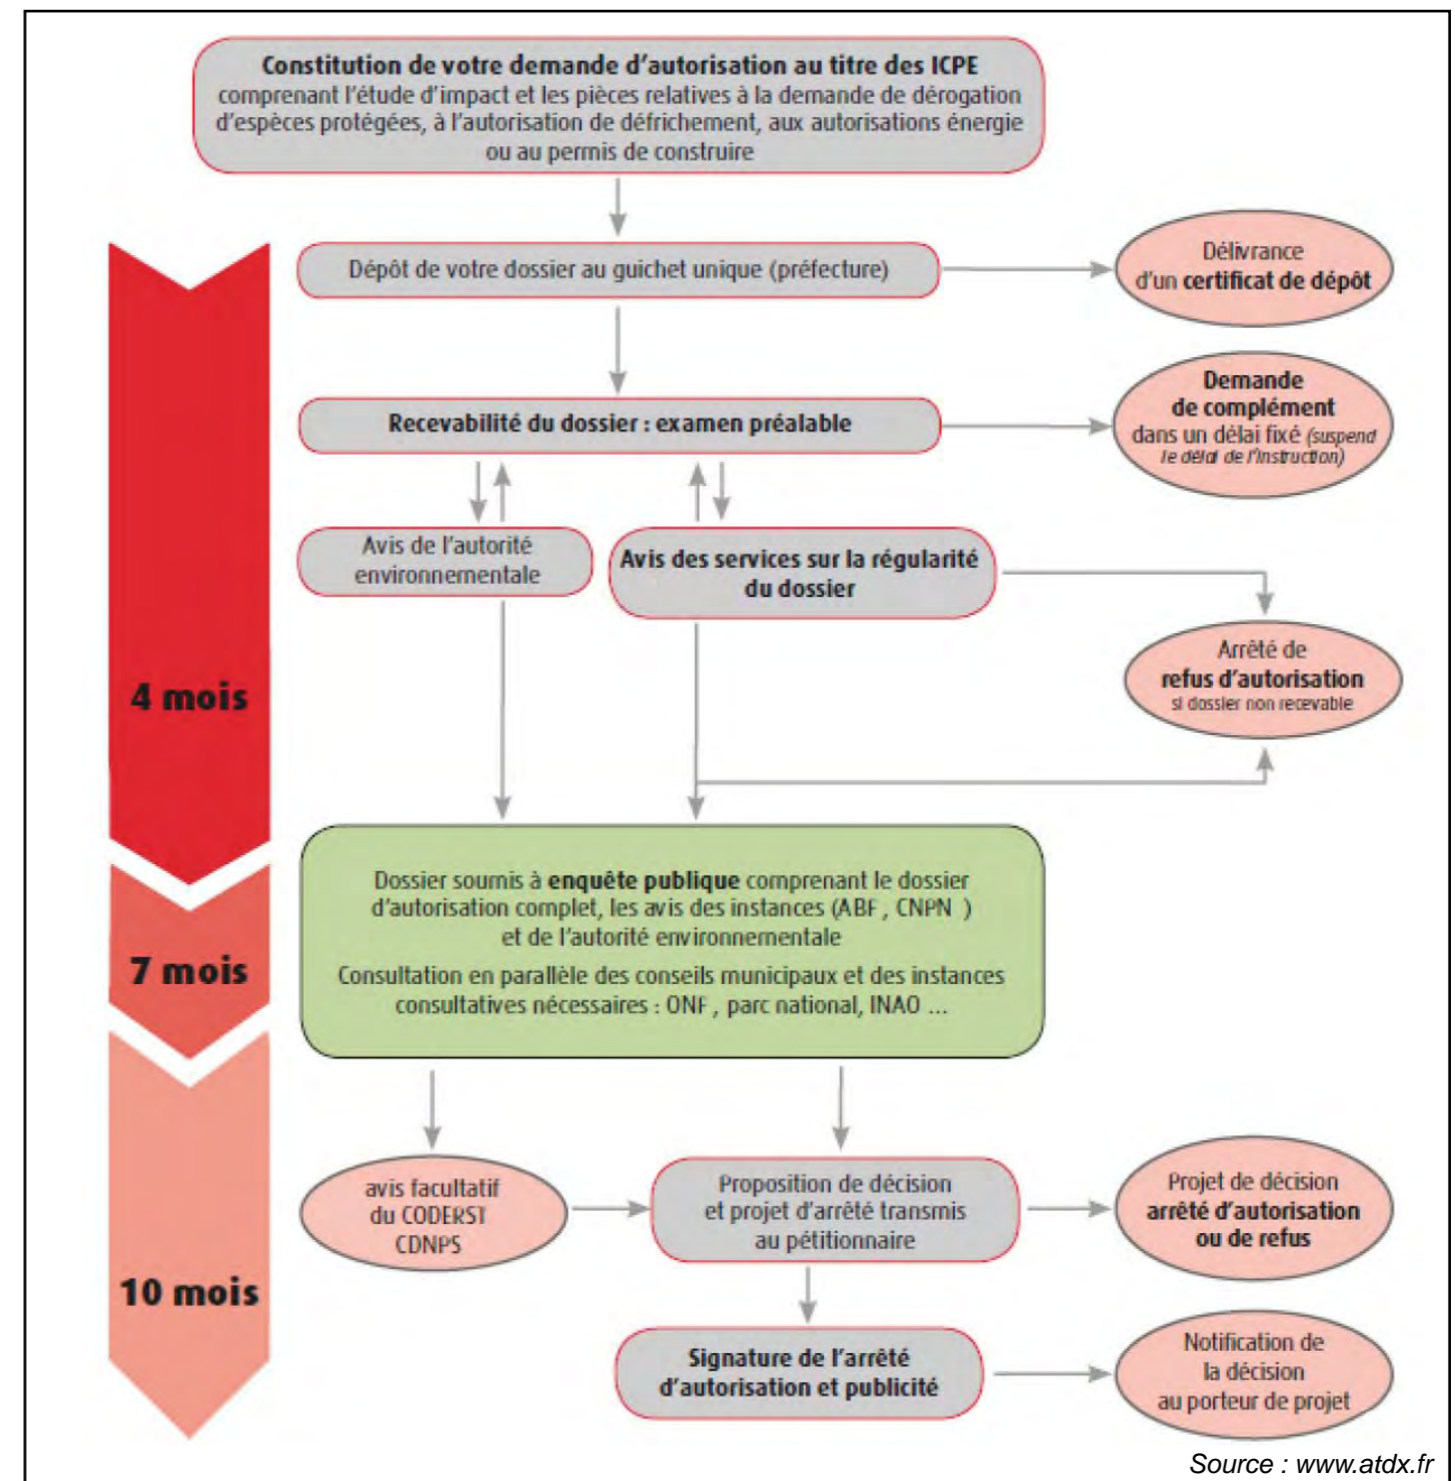 Constitution de votre demande d'autorisation au titre des ICPE
comprenant l'étude d'impact et les pièces relatives à la demande de dérogation
d'espèces protégées, à l'autorisation de défrichement, aux autorisations énergie
ou au permis de construire
Dépôt de votre dossier au guichet unique (préfecture)
Délivrance
d'un certificat de dépôt
Recevabilité du dossier : examen préalable
Demande
de complément
dans un délai fixé (suspend
le délai de l'instruction)
Avis de l'autorité
environnementale
Avis des services sur la régularité
du dossier
Arrêté de
refus d'autorisation
si dossier non recevable
4 mois
Dossier soumis à enquête publique comprenant le dossier
d'autorisation complet, les avis des instances (ABF, CNPN )
et de l'autorité environnementale
Consultation en parallèle des conseils municipaux et des instances
consultatives nécessaires : ONF, parc national, INAO ...
7 mois
avis facultatif
du CODERST
CDNPS
Proposition de décision
et projet d'arrêté transmis
au pétitionnaire
Projet de décision
arrêté d'autorisation
ou de refus
10 mois
Signature de l'arrêté
d'autorisation et publicité
Notification de
la décision
au porteur de projet
Source : www.atdx.fr